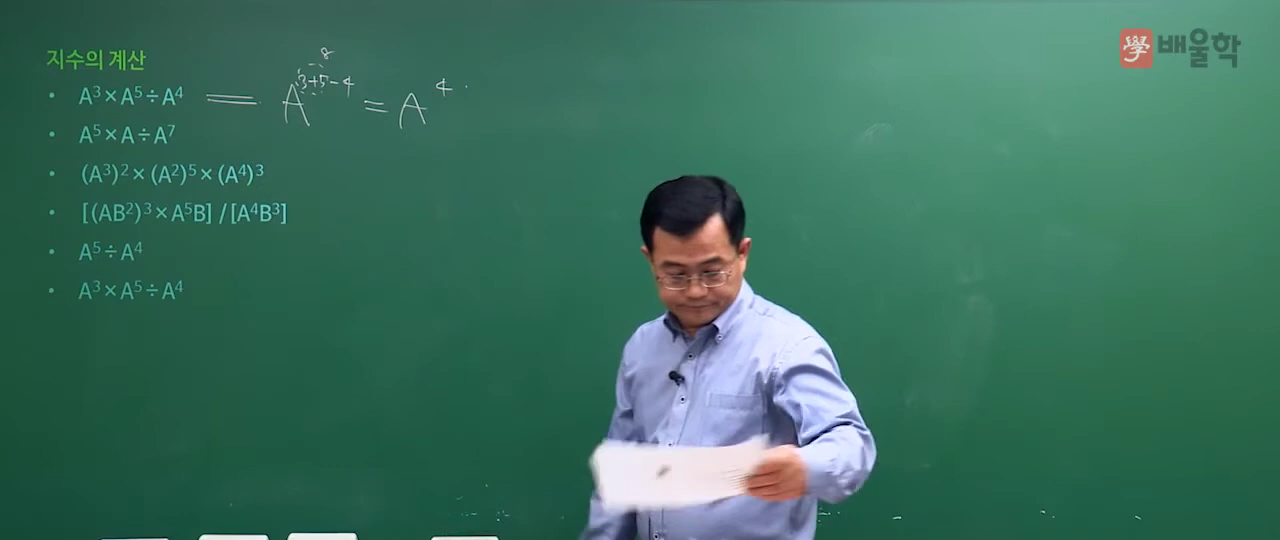 學 배울학
지수의 계산
• A³×A⁵÷A⁴ = A³⁺⁵⁻⁴ = A⁴
8
• A⁵×A÷A⁷
• (A³)²×(A²)⁵×(A⁴)³
• [(AB²)³×A⁵B] / [A⁴B³]
• A⁵÷A⁴
• A³×A⁵÷A⁴